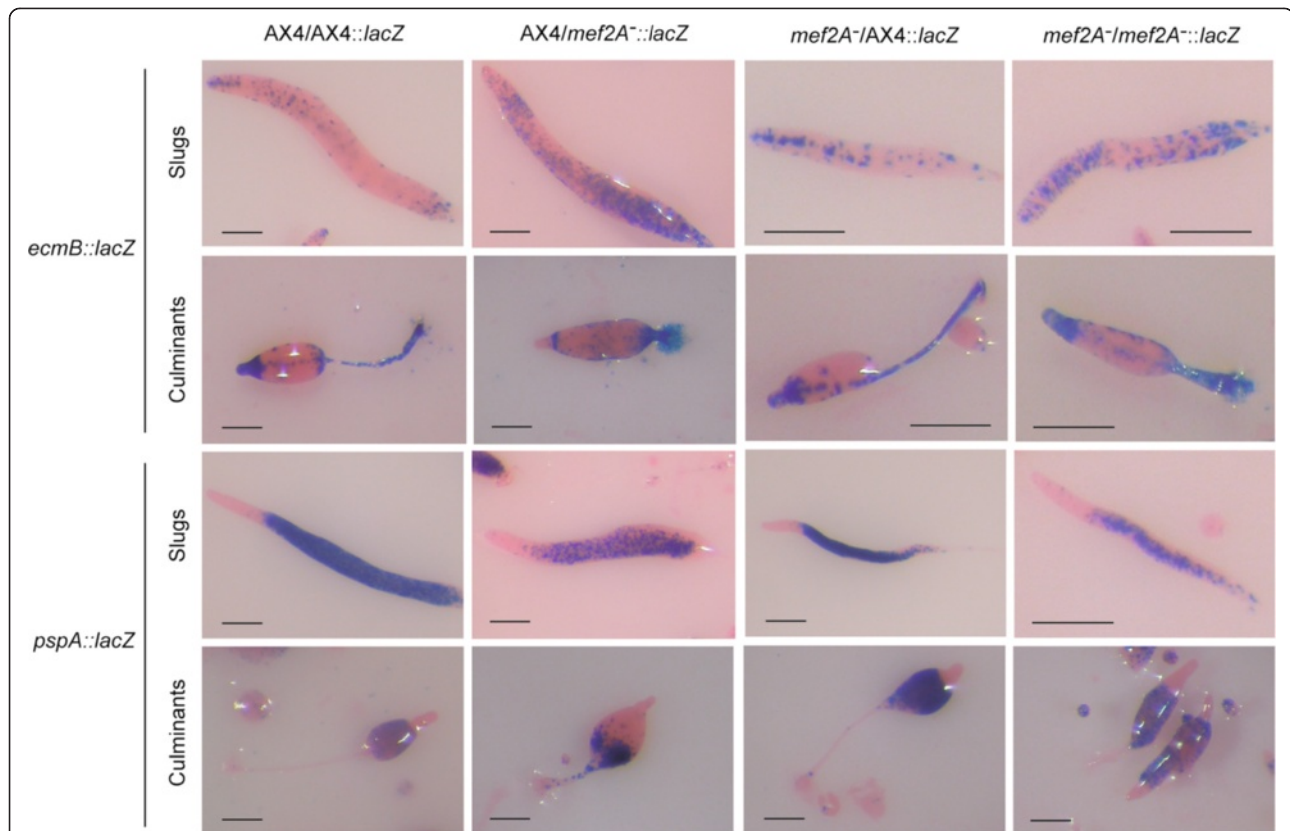 AX4/AX4::lacZ
AX4/mef2A⁻::lacZ
mef2A⁻/AX4::lacZ
mef2A⁻/mef2A⁻::lacZ
ecmB::lacZ
Slugs
Culminants
pspA::lacZ
Slugs
Culminants